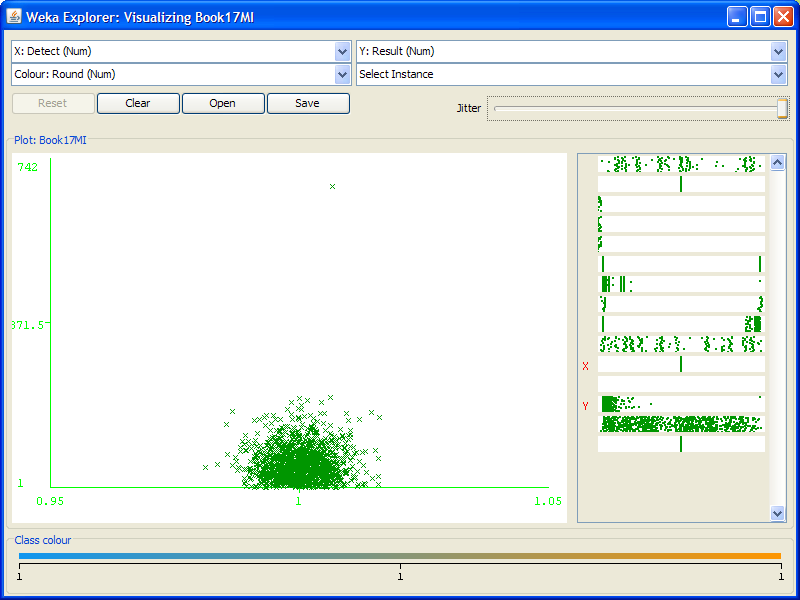 Weka Explorer: Visualizing Book17MI
X: Detect (Num)
Y: Result (Num)
Colour: Round (Num)
Select Instance
Reset
Clear
Open
Save
Jitter
Plot: Book17MI
742
371.5
1
0.95
1
1.05
X
Y
Class colour
1
1
1